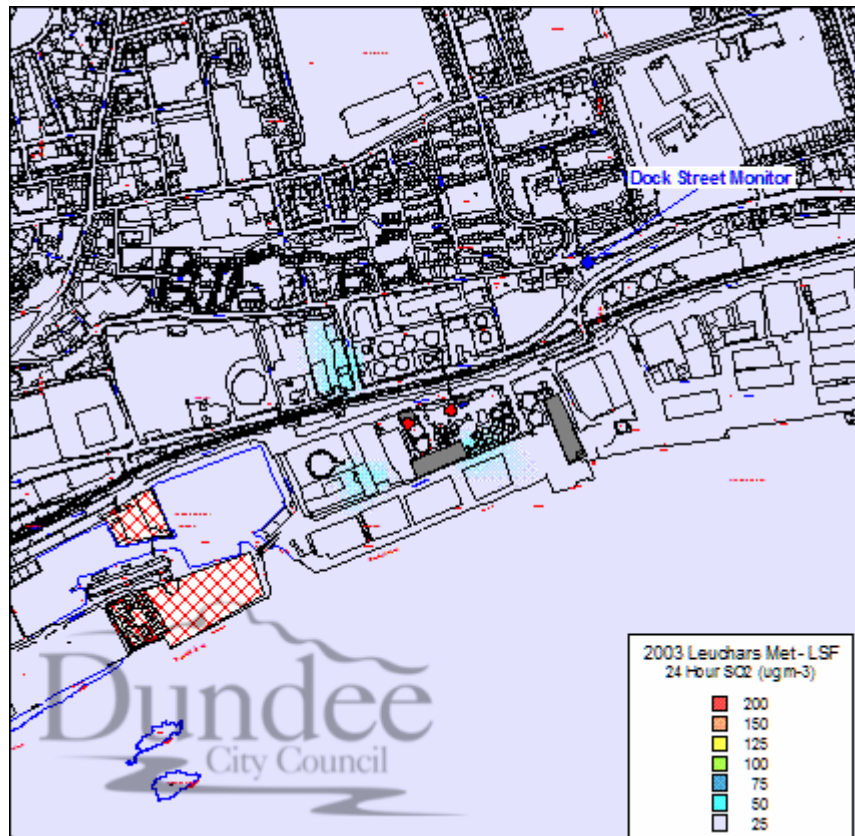 Dock Street Monitor
2003 Leuchars Met - LSF
24 Hour SO2 (ugm-3)
200
150
125
100
75
50
25
Dundee
City Council